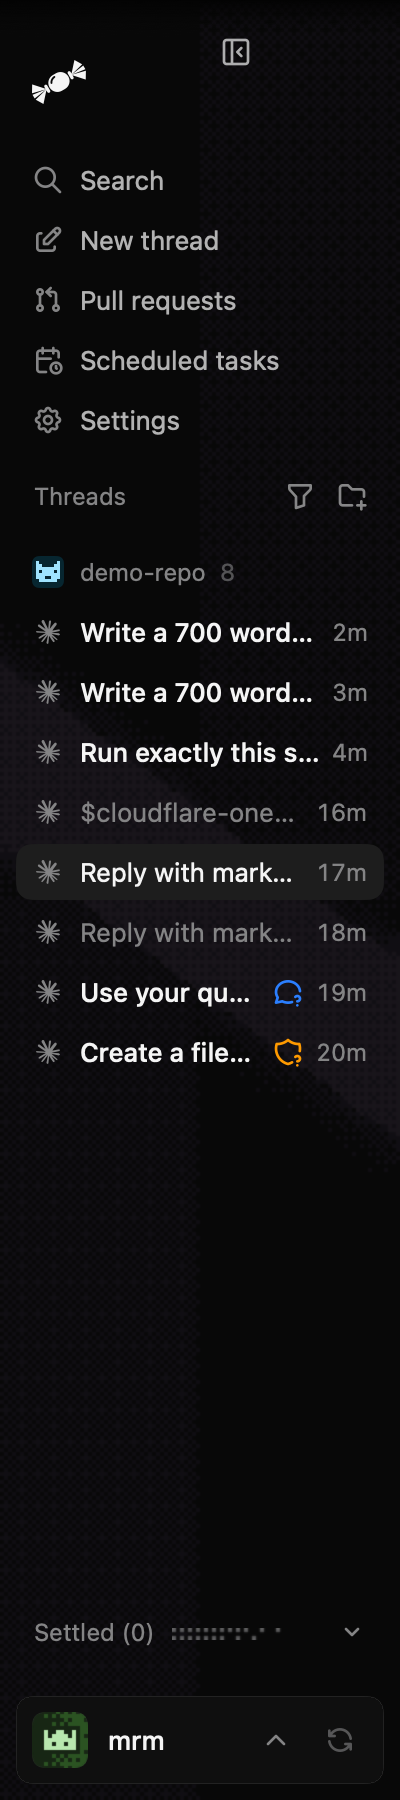 Search
New thread
Pull requests
Scheduled tasks
Settings
Threads
demo-repo 8
Write a 700 word... 2m
Write a 700 word... 3m
Run exactly this s... 4m
$cloudflare-one... 16m
Reply with mark... 17m
Reply with mark... 18m
Use your qu... 19m
Create a file... 20m
Settled (0)
mrm